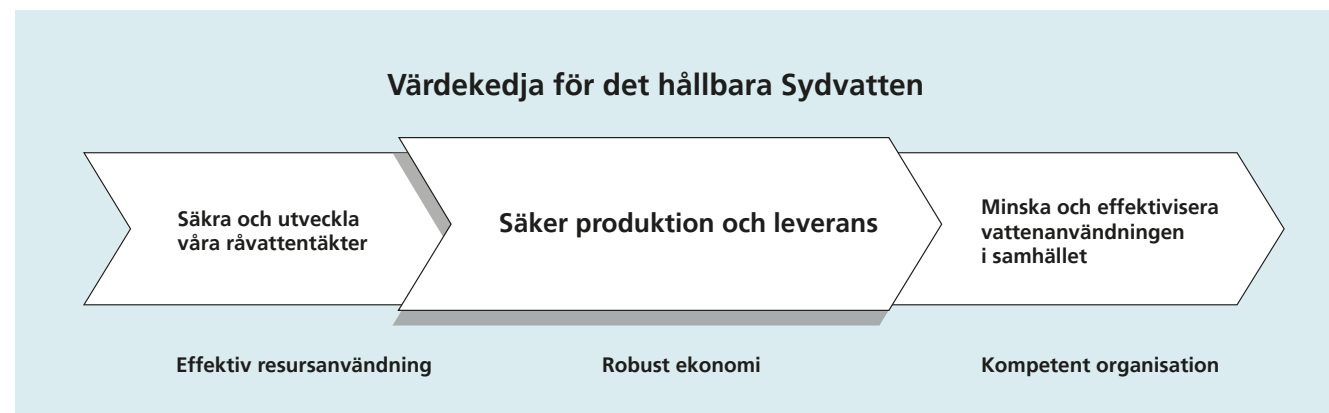 Värdekedja för det hållbara Sydvatten
Säkra och utveckla
våra råvattentäkter
Säker produktion och leverans
Minska och effektivisera
vattenanvändningen
i samhället
Effektiv resursanvändning
Robust ekonomi
Kompetent organisation